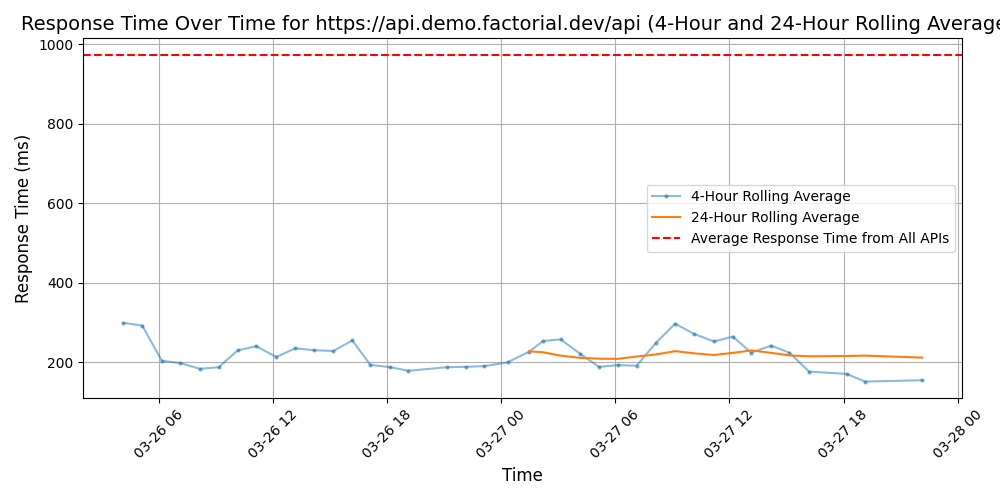 Response Time Over Time for https://api.demo.factorial.dev/api (4-Hour and 24-Hour Rolling Average
1000
800
600
400
200
Response Time (ms)
4-Hour Rolling Average
24-Hour Rolling Average
Average Response Time from All APIs
03-26 06
03-26 12
03-26 18
03-27 00
03-27 06
03-27 12
03-27 18
03-28 00
Time